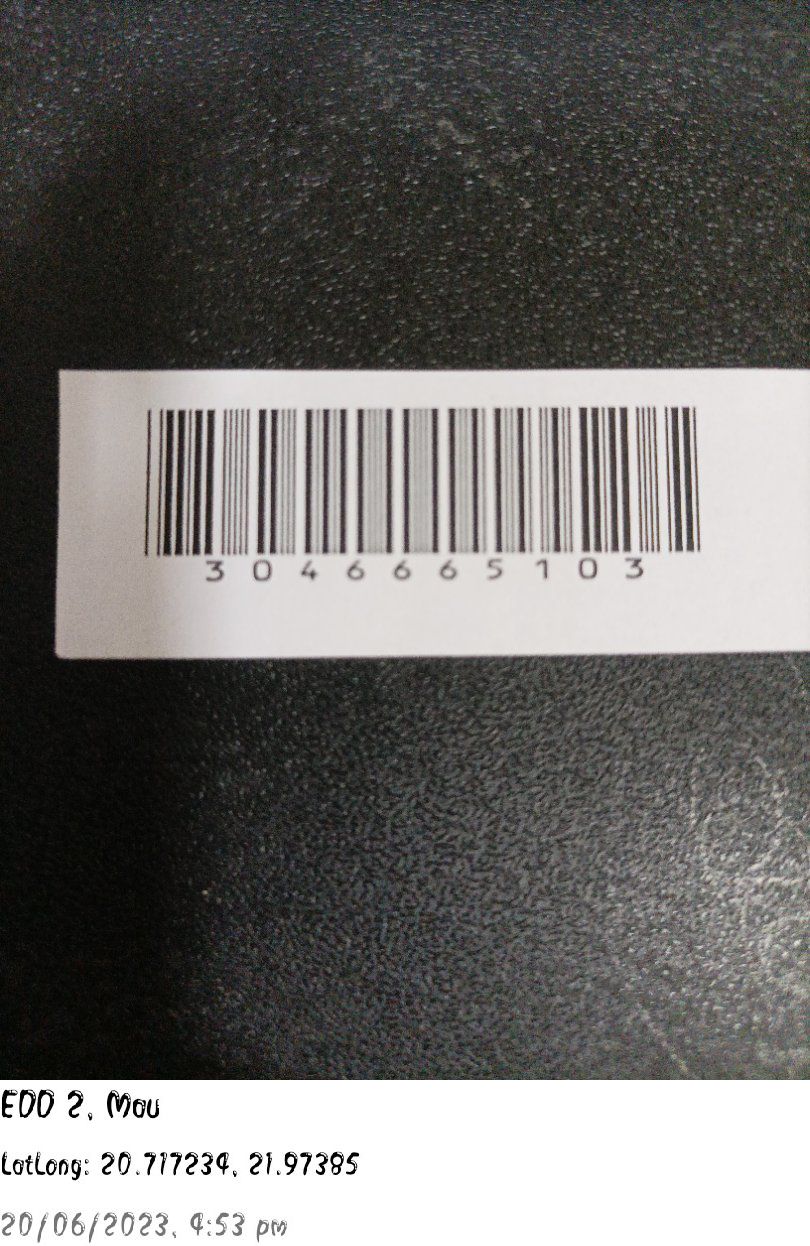 3046665103
EDD 2, Mou
LatLong: 20.717234, 21.97385
20/06/2023, 4:53 pm